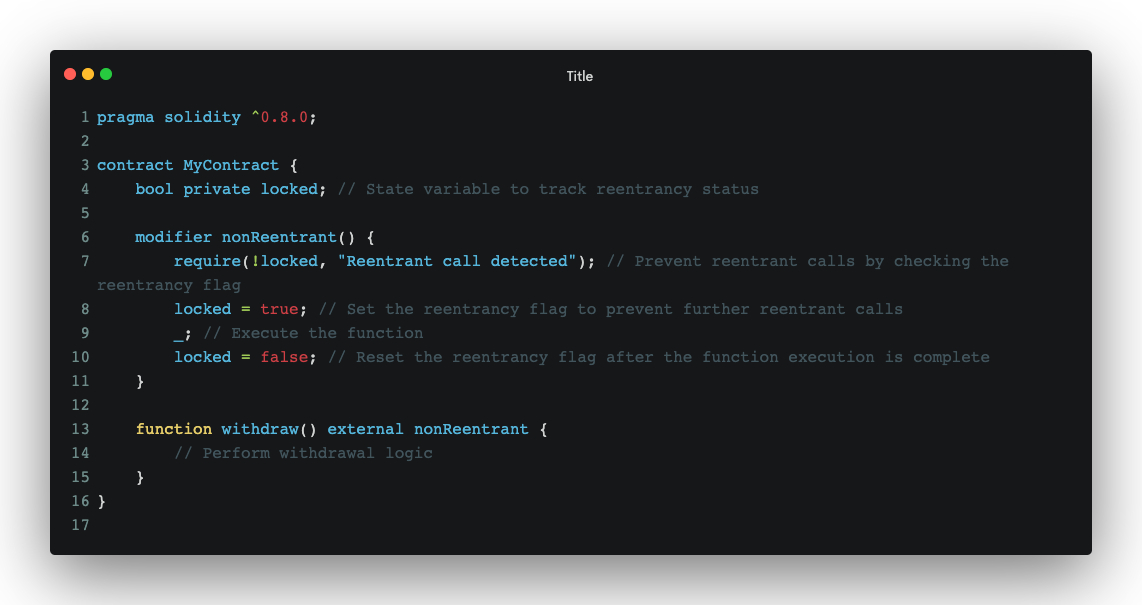 Title
1 pragma solidity ^0.8.0;
2
3 contract MyContract {
4     bool private locked; // State variable to track reentrancy status
5
6     modifier nonReentrant() {
7         require(!locked, "Reentrant call detected"); // Prevent reentrant calls by checking the
reentrancy flag
8         locked = true; // Set the reentrancy flag to prevent further reentrant calls
9         _; // Execute the function
10         locked = false; // Reset the reentrancy flag after the function execution is complete
11     }
12
13     function withdraw() external nonReentrant {
14         // Perform withdrawal logic
15     }
16 }
17